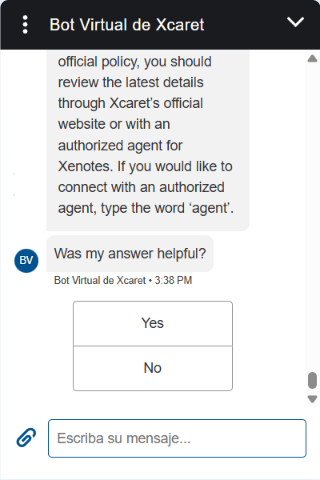 Bot Virtual de Xcaret
official policy, you should
review the latest details
through Xcaret's official
website or with an
authorized agent for
Xenotes. If you would like to
connect with an authorized
agent, type the word 'agent'.
BV
Was my answer helpful?
Bot Virtual de Xcaret • 3:38 PM
Yes
No
Escriba su mensaje...